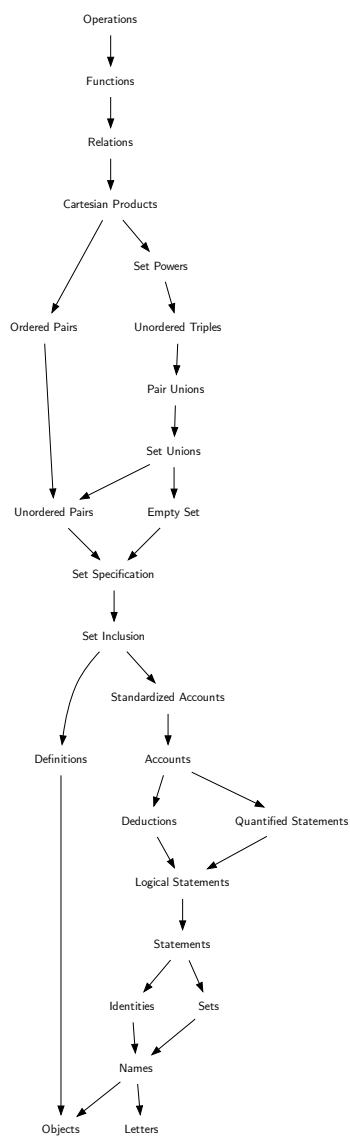 Operations
Functions
Relations
Cartesian Products
Set Powers
Ordered Pairs
Unordered Triples
Pair Unions
Set Unions
Unordered Pairs
Empty Set
Set Specification
Set Inclusion
Standardized Accounts
Definitions
Accounts
Deductions
Quantified Statements
Logical Statements
Statements
Identities
Sets
Names
Objects
Letters